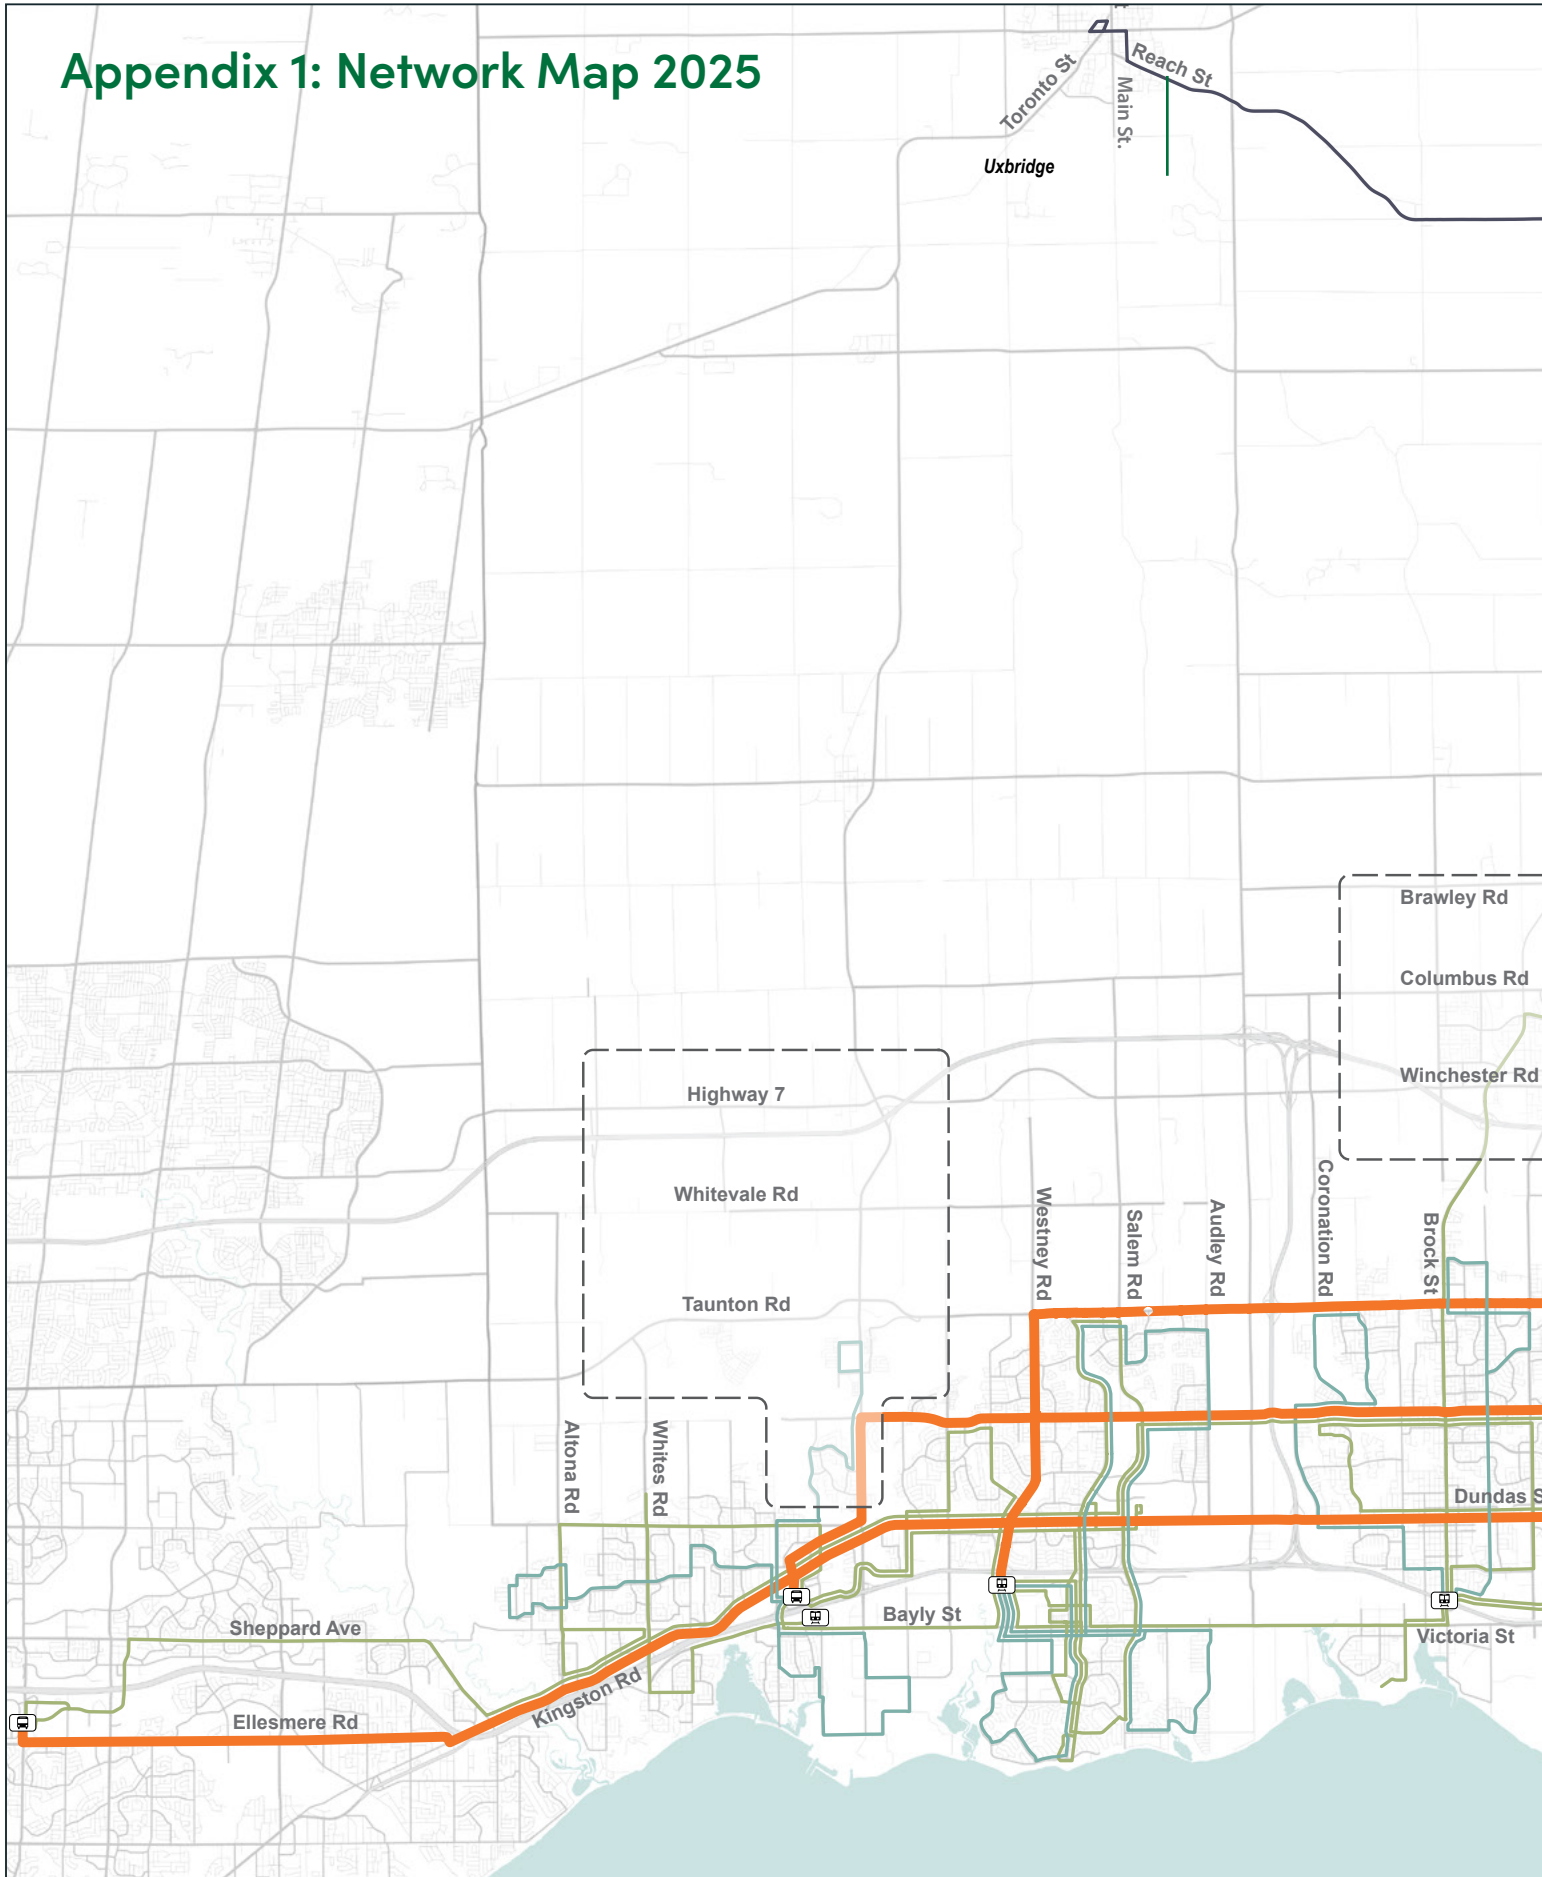 Appendix 1: Network Map 2025
Toronto St
Reach St
Main St.
Uxbridge
Brawley Rd
Columbus Rd
Winchester Rd
Highway 7
Whitevale Rd
Taunton Rd
Westney Rd
Salem Rd
Audley Rd
Coronation Rd
Brock St
Altona Rd
Whites Rd
Dundas S
Bayly St
Sheppard Ave
Victoria St
Kingston Rd
Ellesmere Rd